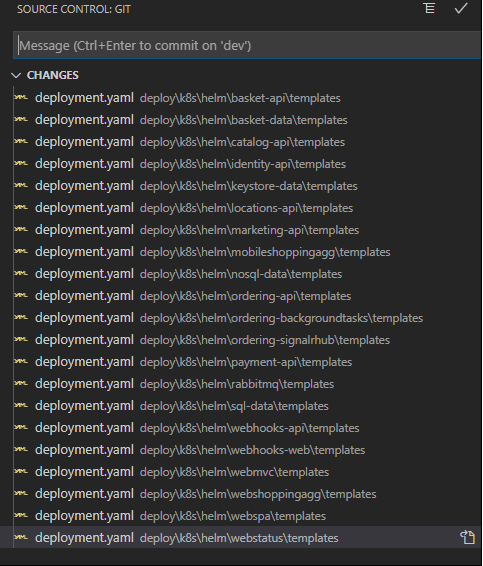 SOURCE CONTROL: GIT
Message (Ctrl+Enter to commit on 'dev')
CHANGES
deployment.yaml deploy\k8s\helm\basket-api\templates
deployment.yaml deploy\k8s\helm\basket-data\templates
deployment.yaml deploy\k8s\helm\catalog-api\templates
deployment.yaml deploy\k8s\helm\identity-api\templates
deployment.yaml deploy\k8s\helm\keystore-data\templates
deployment.yaml deploy\k8s\helm\locations-api\templates
deployment.yaml deploy\k8s\helm\marketing-api\templates
deployment.yaml deploy\k8s\helm\mobileshoppingagg\templates
deployment.yaml deploy\k8s\helm\nosql-data\templates
deployment.yaml deploy\k8s\helm\ordering-api\templates
deployment.yaml deploy\k8s\helm\ordering-backgroundtasks\templates
deployment.yaml deploy\k8s\helm\ordering-signalrhub\templates
deployment.yaml deploy\k8s\helm\payment-api\templates
deployment.yaml deploy\k8s\helm\rabbitmq\templates
deployment.yaml deploy\k8s\helm\sql-data\templates
deployment.yaml deploy\k8s\helm\webhooks-api\templates
deployment.yaml deploy\k8s\helm\webhooks-web\templates
deployment.yaml deploy\k8s\helm\webmvc\templates
deployment.yaml deploy\k8s\helm\webshoppingagg\templates
deployment.yaml deploy\k8s\helm\webspa\templates
deployment.yaml deploy\k8s\helm\webstatus\templates